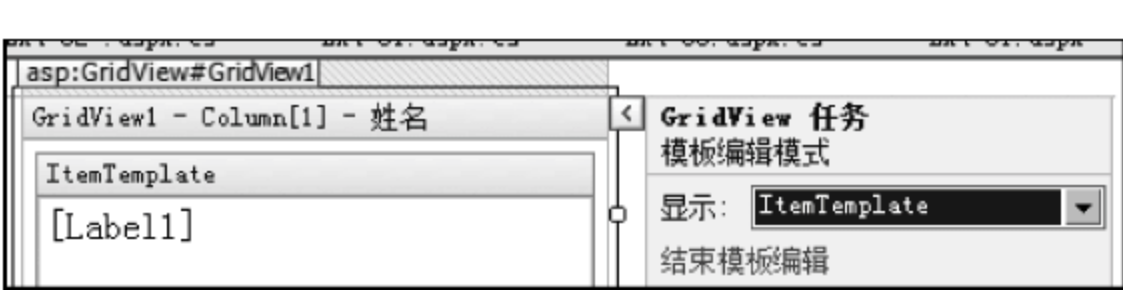 asp:GridView#GridView1
GridView1 - Column[1] - 姓名
ItemTemplate
[Label1]
GridView 任务
模板编辑模式
显示: ItemTemplate
结束模板编辑